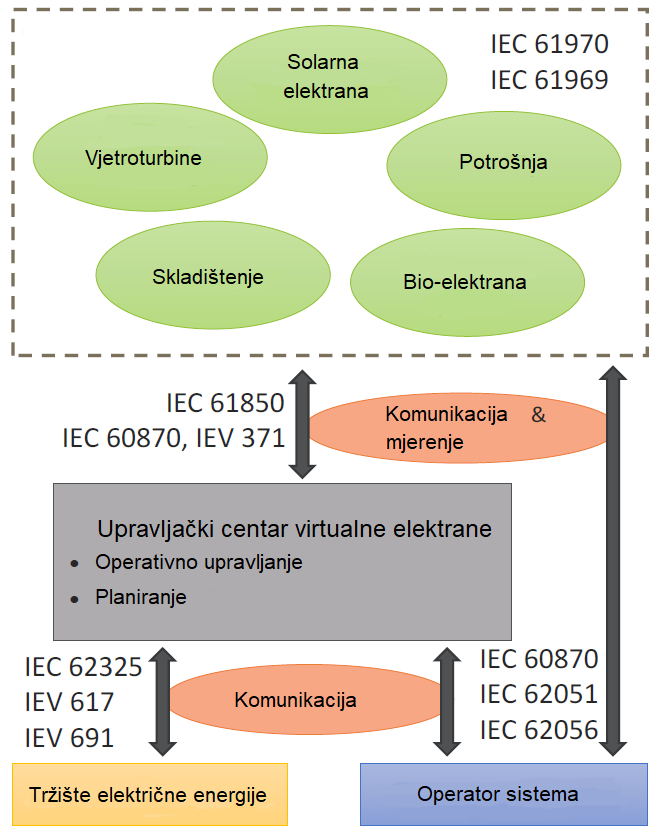 Solarna
elektrana
IEC 61970
IEC 61969
Vjetroturbine
Potrošnja
Skladištenje
Bio-elektrana
IEC 61850
IEC 60870, IEV 371
Komunikacija &
mjerenje
Upravljački centar virtualne elektrane
• Operativno upravljanje
• Planiranje
IEC 62325
IEV 617
IEV 691
Komunikacija
IEC 60870
IEC 62051
IEC 62056
Tržište električne energije
Operator sistema